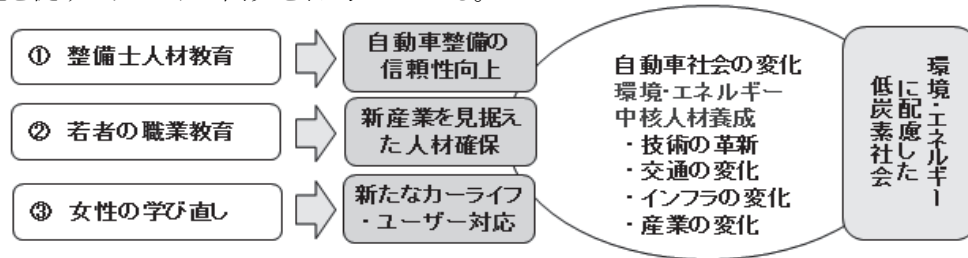 ① 整備士人材教育
自動車整備の
信頼性向上
② 若者の職業教育
新産業を見据え
た人材確保
③ 女性の学び直し
新たなカーライフ
・ユーザー対応
自動車社会の変化
環境・エネルギー
中核人材養成
・技術の革新
・交通の変化
・インフラの変化
・産業の変化
環境・エネルギー
に配慮した
低炭素社会